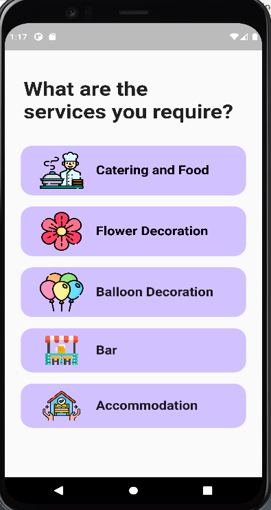 1:17
What are the
services you require?
Catering and Food
Flower Decoration
Balloon Decoration
Bar
Accommodation